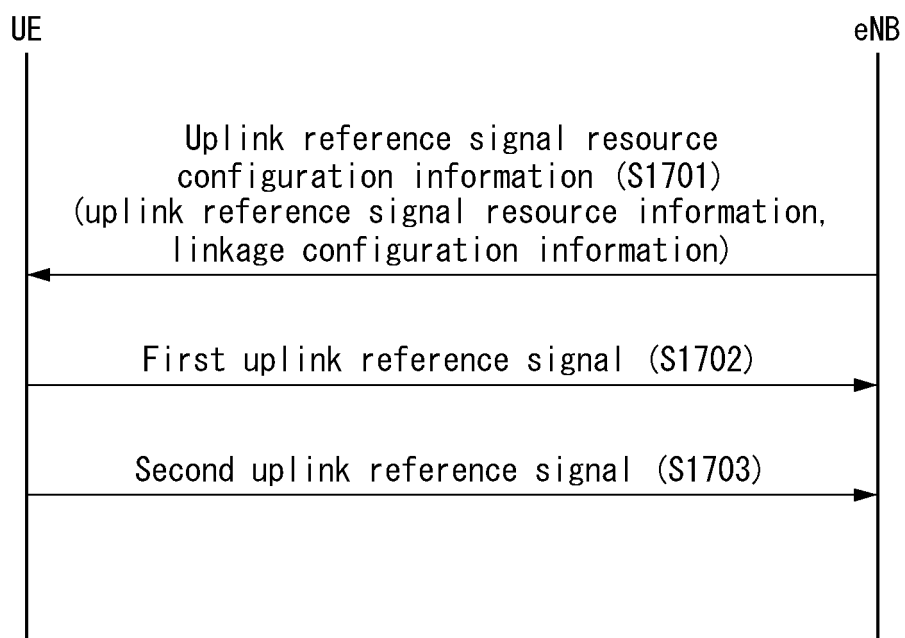 UE
eNB
Uplink reference signal resource
configuration information (S1701)
(uplink reference signal resource information,
linkage configuration information)
First uplink reference signal (S1702)
Second uplink reference signal (S1703)